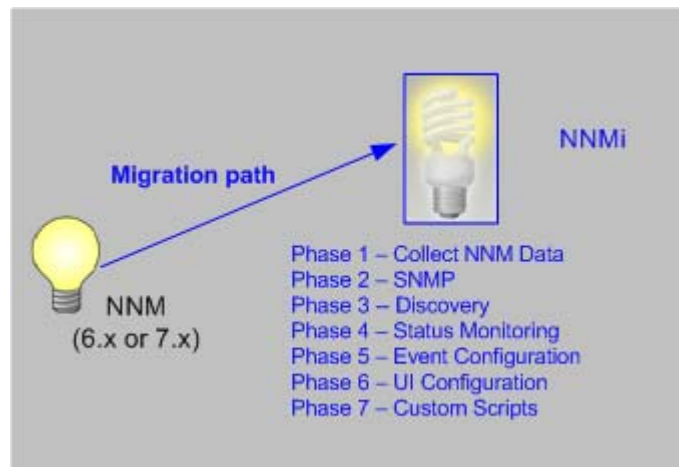 NNMi
Migration path
NNM
(6.x or 7.x)
Phase 1 – Collect NNM Data
Phase 2 – SNMP
Phase 3 – Discovery
Phase 4 – Status Monitoring
Phase 5 – Event Configuration
Phase 6 – UI Configuration
Phase 7 – Custom Scripts